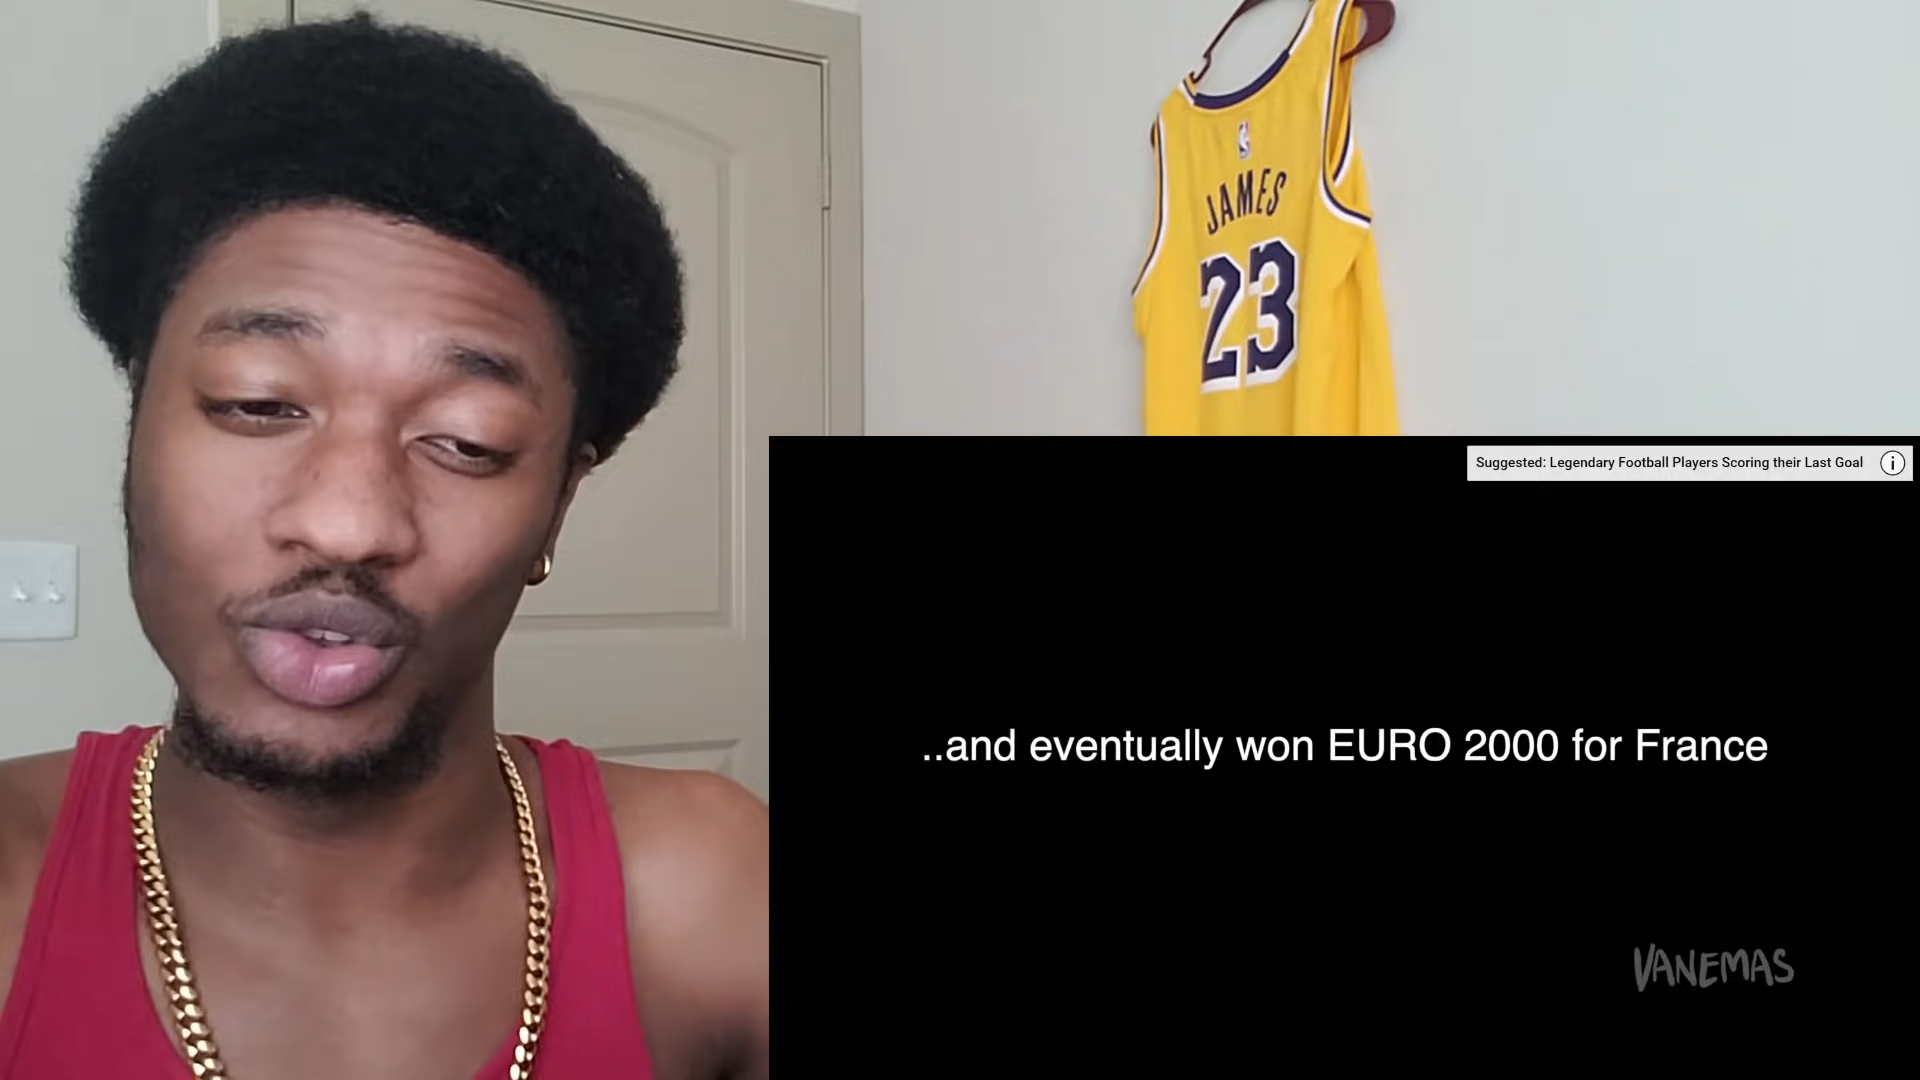 JAMES
23
Suggested: Legendary Football Players Scoring their Last Goal
..and eventually won EURO 2000 for France
VANEMAS